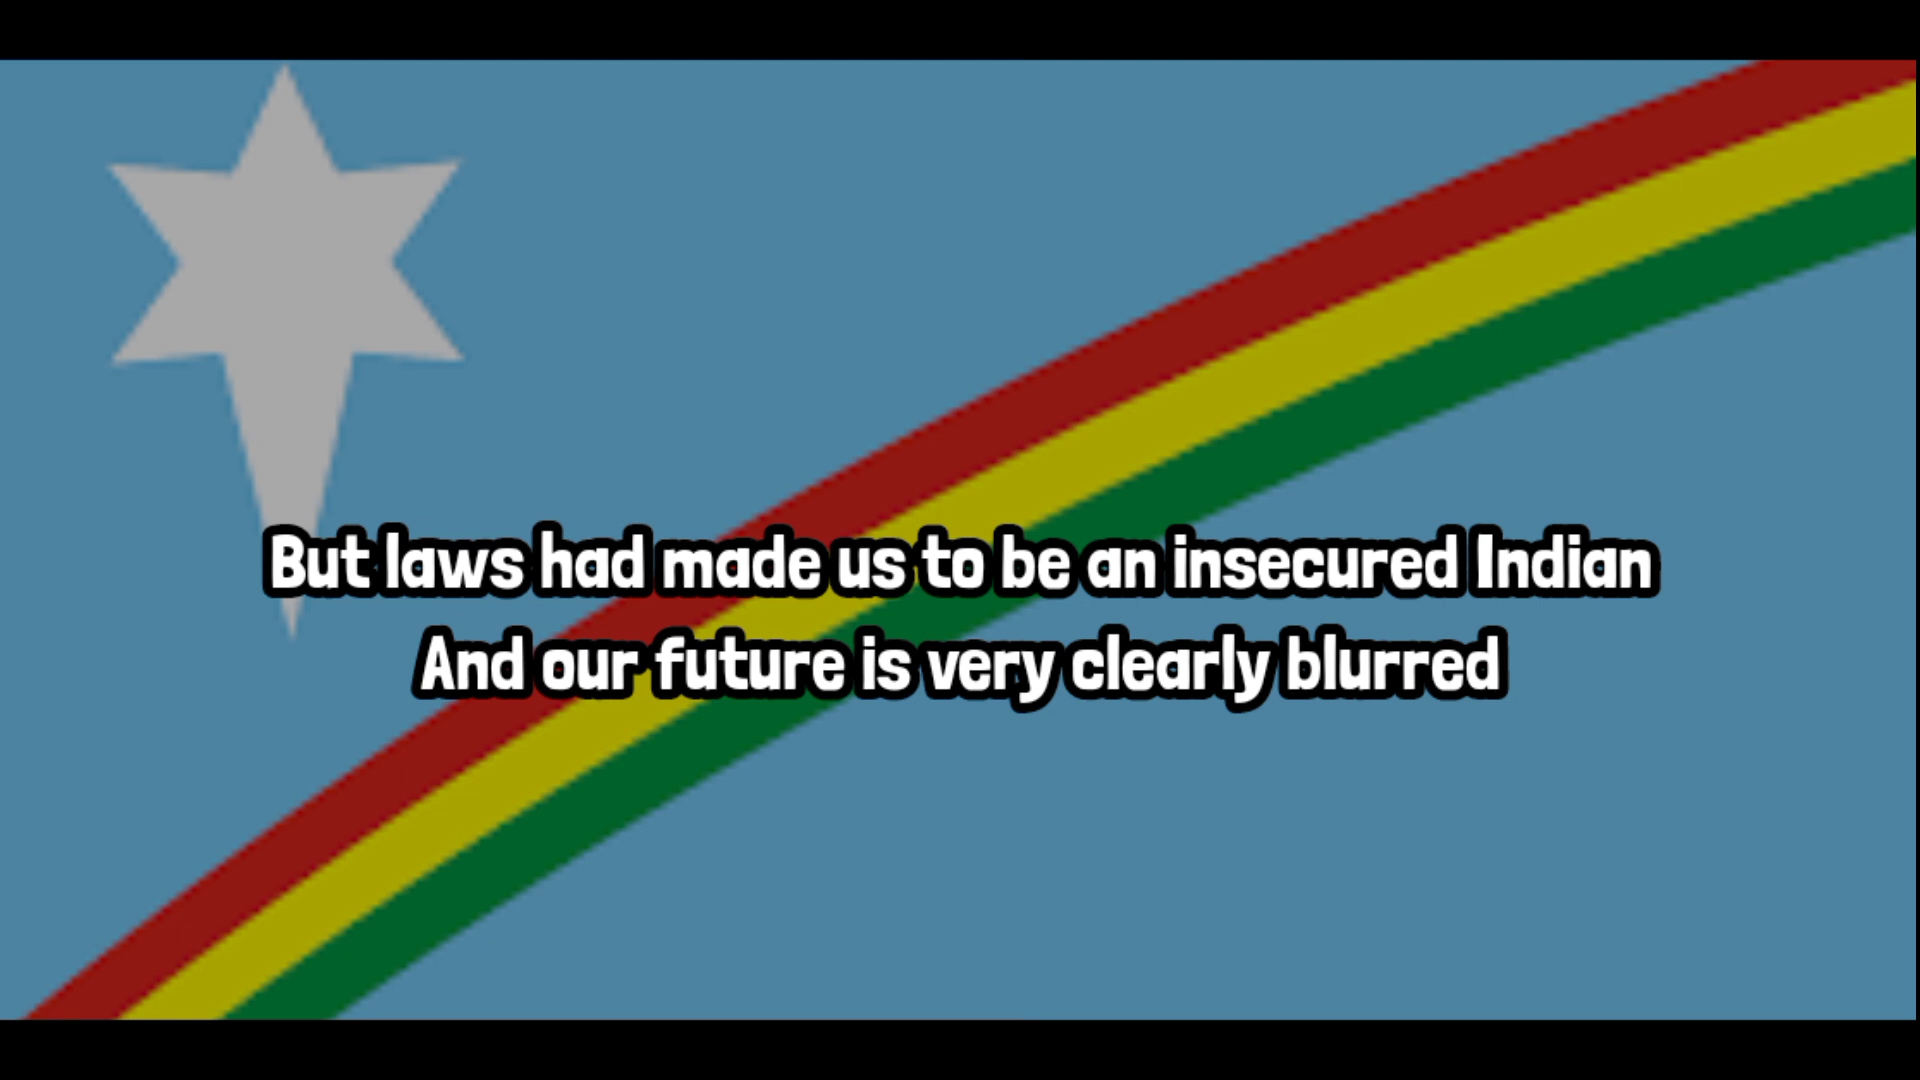 But laws had made us to be an insecured Indian
And our future is very clearly blurred